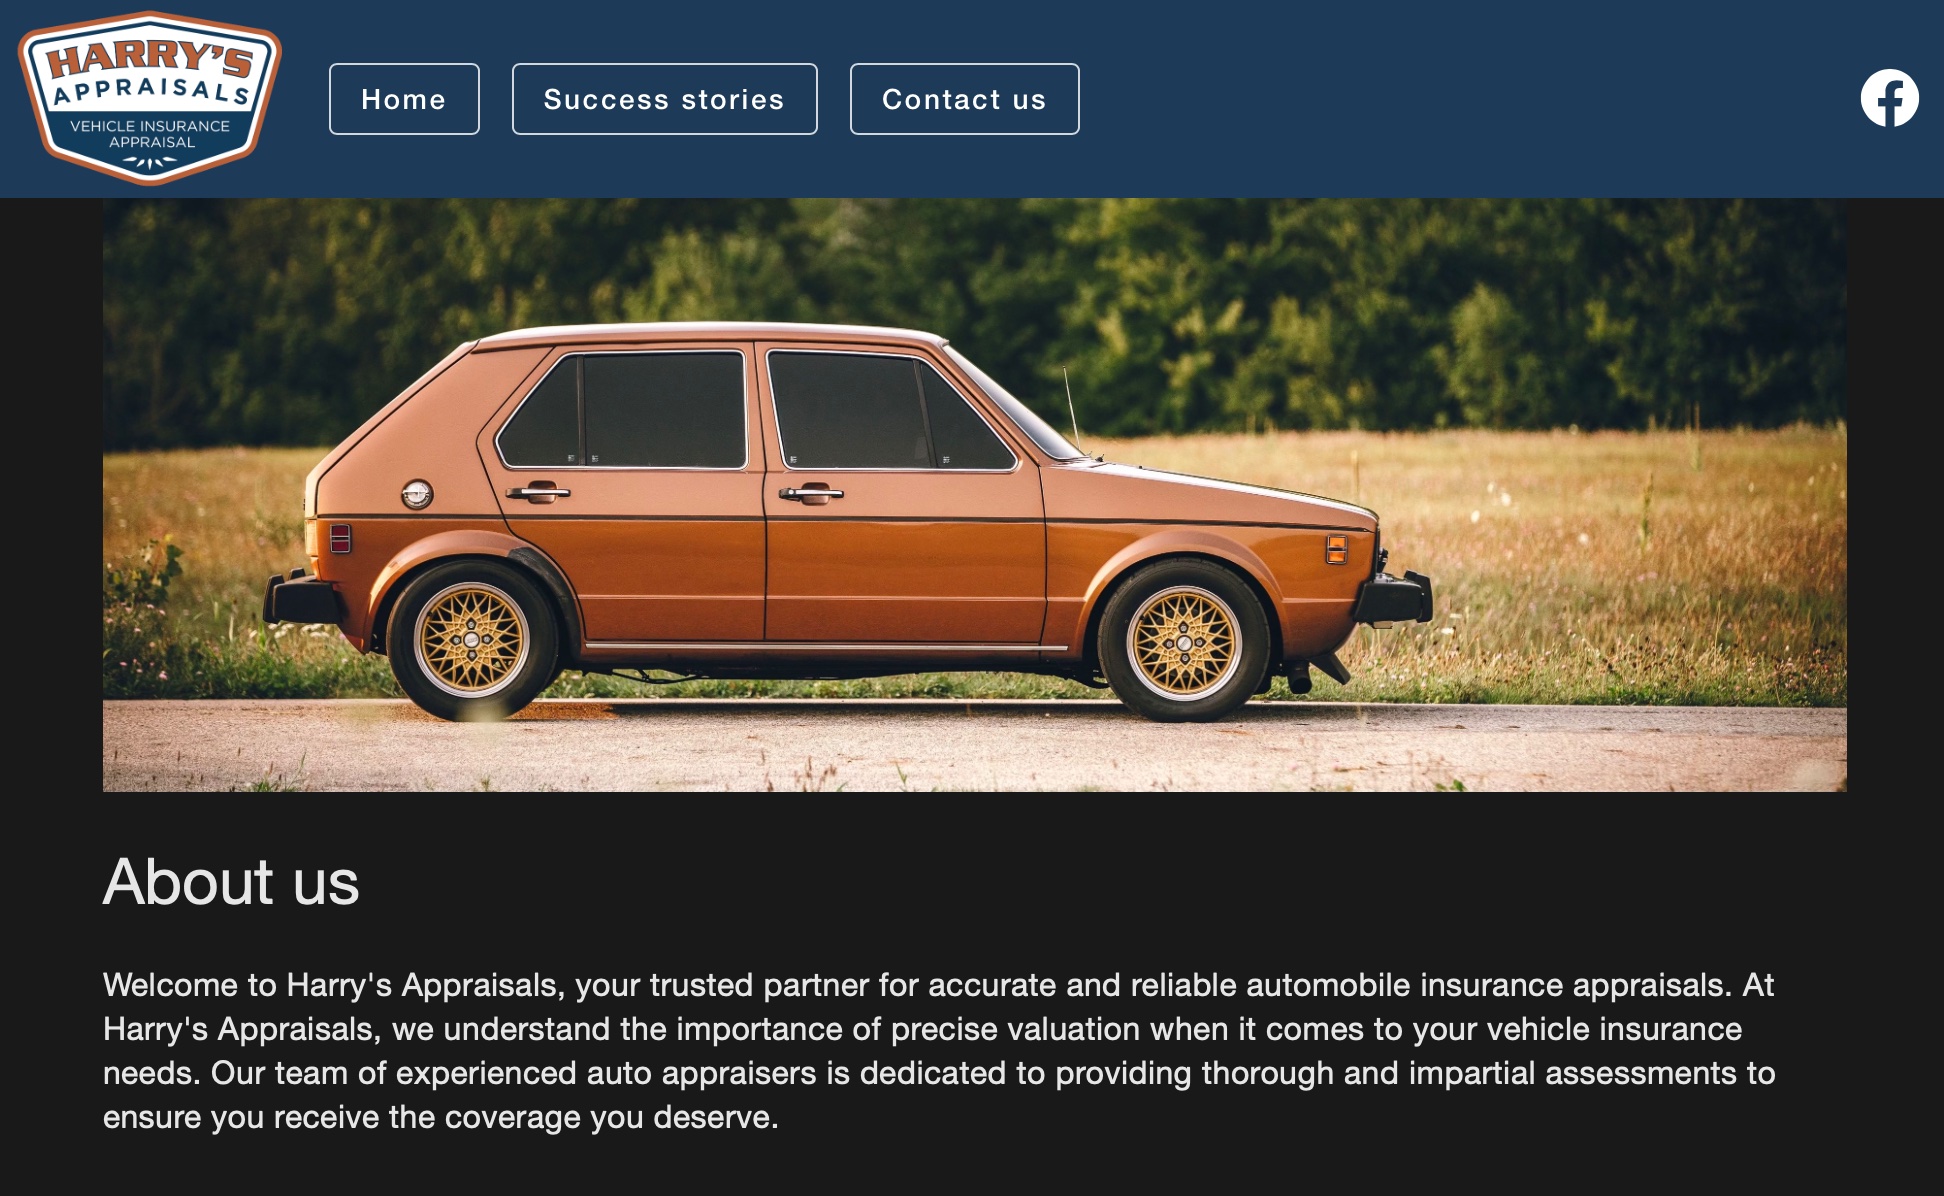 HARRY'S
APPRAISALS
VEHICLE INSURANCE
APPRAISAL
Home
Success stories
Contact us
About us
Welcome to Harry's Appraisals, your trusted partner for accurate and reliable automobile insurance appraisals. At
Harry's Appraisals, we understand the importance of precise valuation when it comes to your vehicle insurance
needs. Our team of experienced auto appraisers is dedicated to providing thorough and impartial assessments to
ensure you receive the coverage you deserve.